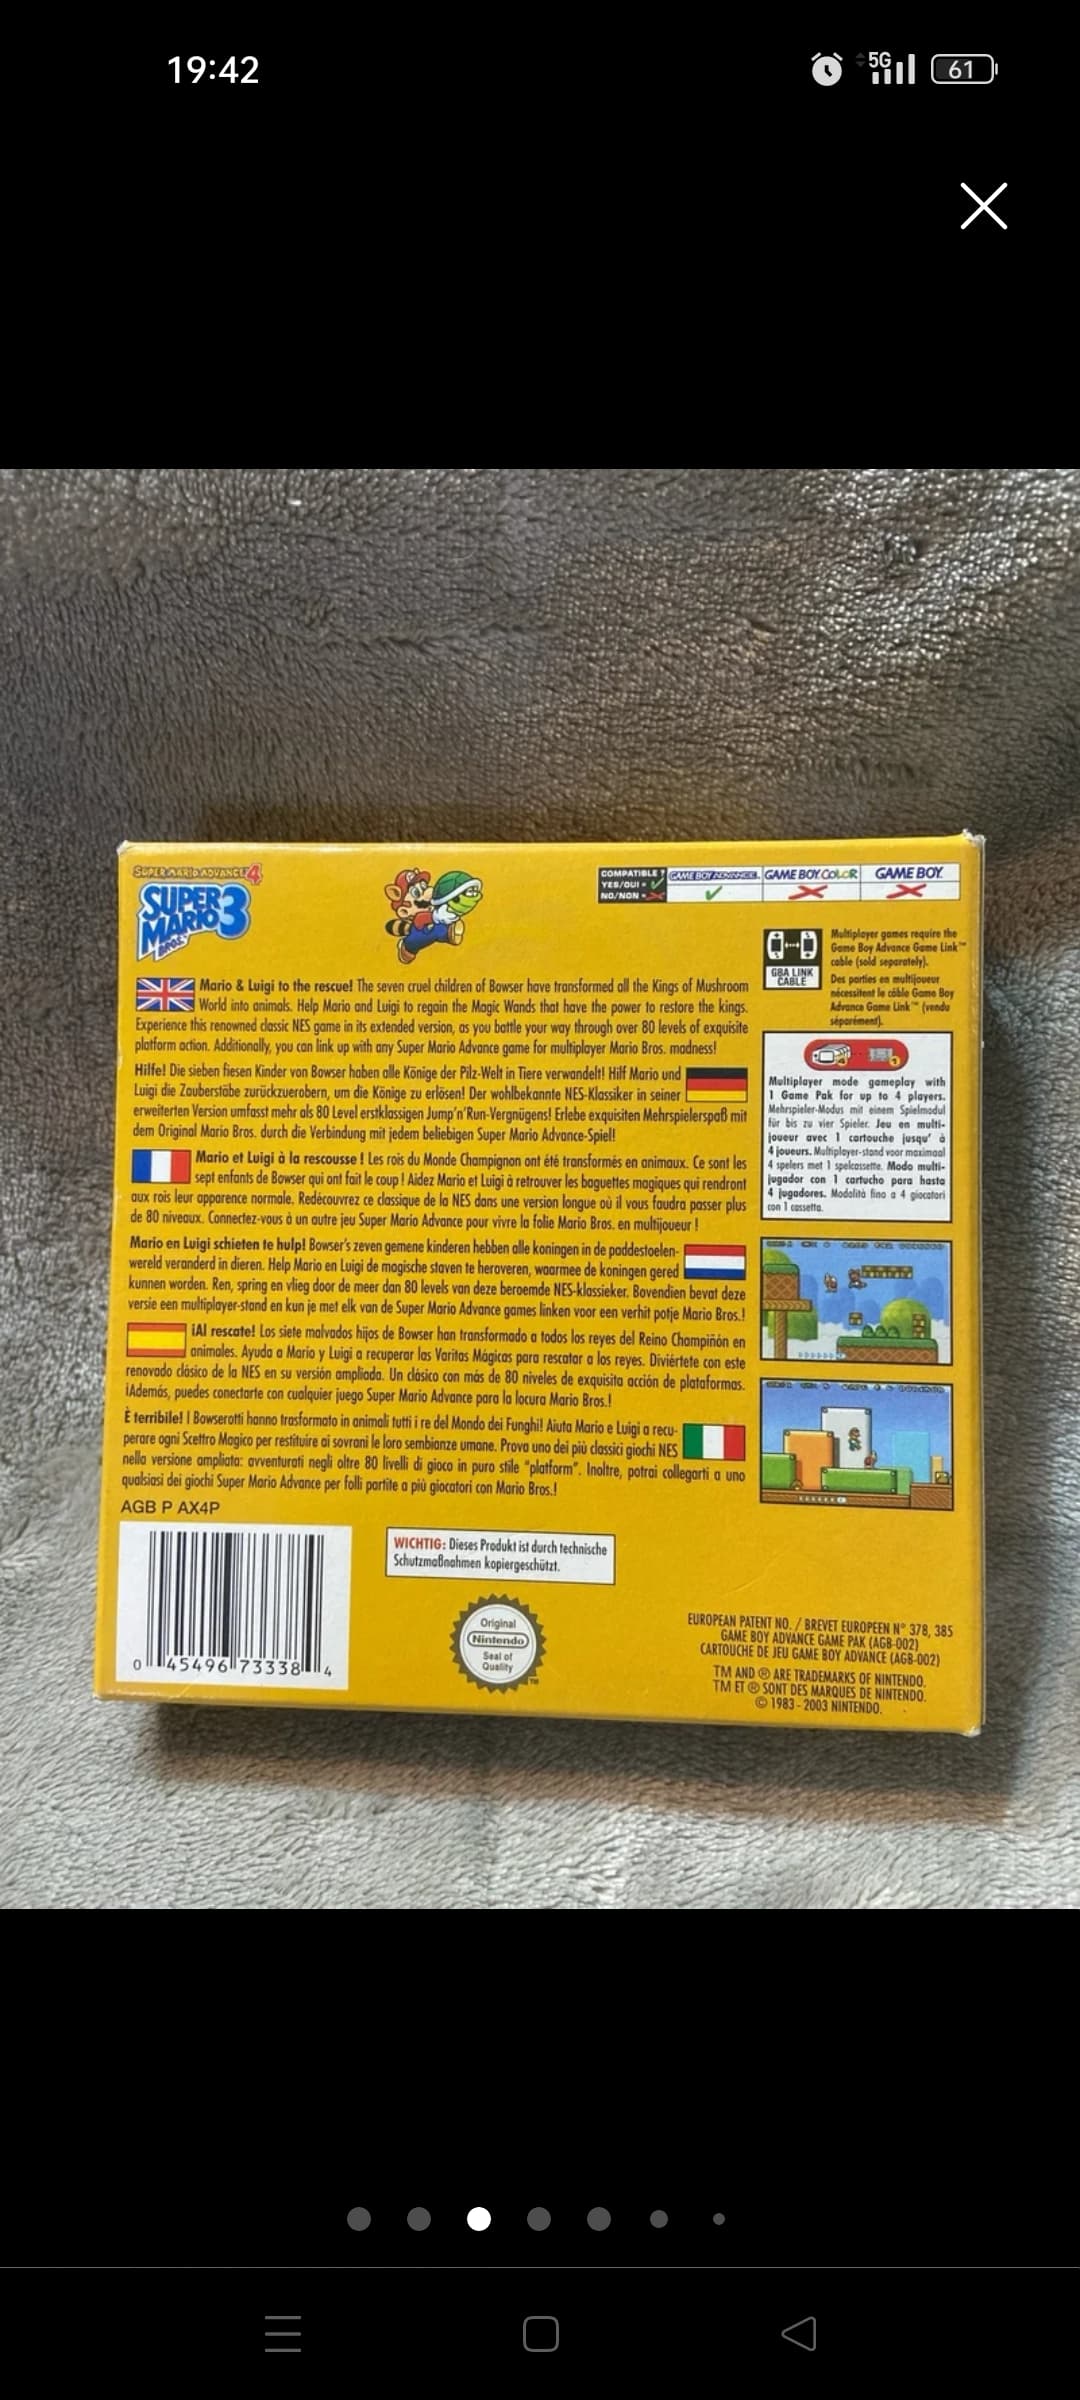 19:42
5G
61
SUPER MARIO ADVANCE 4
SUPER
MARIO 3
BROS.
COMPATIBLE ?
YES/OUI =
NO/NON =
GAME BOY ADVANCE
GAME BOY COLOR
GAME BOY
GBA LINK
CABLE
Multiplayer games require the
Game Boy Advance Game Link™
cable (sold separately).
Des parties en multijoueur
nécessitent le câble Game Boy
Advance Game Link™ (vendu
séparément).
Mario & Luigi to the rescue! The seven cruel children of Bowser have transformed all the Kings of Mushroom
World into animals. Help Mario and Luigi to regain the Magic Wands that have the power to restore the kings.
Experience this renowned classic NES game in its extended version, as you battle your way through over 80 levels of exquisite
platform action. Additionally, you can link up with any Super Mario Advance game for multiplayer Mario Bros. madness!
Hilfe! Die sieben fiesen Kinder von Bowser haben alle Könige der Pilz-Welt in Tiere verwandelt! Hilf Mario und
Luigi die Zauberstäbe zurückzuerobern, um die Könige zu erlösen! Der wohlbekannte NES-Klassiker in seiner
erweiterten Version umfasst mehr als 80 Level erstklassigen Jump'n'Run-Vergnügens! Erlebe exquisiten Mehrspielerspaß mit
dem Original Mario Bros. durch die Verbindung mit jedem beliebigen Super Mario Advance-Spiel!
Mario et Luigi à la rescousse ! Les rois du Monde Champignon ont été transformés en animaux. Ce sont les
sept enfants de Bowser qui ont fait le coup ! Aidez Mario et Luigi à retrouver les baguettes magiques qui rendront
aux rois leur apparence normale. Redécouvrez ce classique de la NES dans une version longue où il vous faudra passer plus
de 80 niveaux. Connectez-vous à un autre jeu Super Mario Advance pour vivre la folie Mario Bros. en multijoueur !
Mario en Luigi schieten te hulp! Bowser's zeven gemene kinderen hebben alle koningen in de paddestoelen-
wereld veranderd in dieren. Help Mario en Luigi de magische staven te heroveren, waarmee de koningen gered
kunnen worden. Ren, spring en vlieg door de meer dan 80 levels van deze beroemde NES-klassieker. Bovendien bevat deze
versie een multiplayer-stand en kun je met elk van de Super Mario Advance games linken voor een verhit potje Mario Bros.!
¡Al rescate! Los siete malvados hijos de Bowser han transformado a todos los reyes del Reino Champiñón en
animales. Ayuda a Mario y Luigi a recuperar las Varitas Mágicas para rescatar a los reyes. Diviértete con este
renovado clásico de la NES en su versión ampliada. Un clásico con más de 80 niveles de exquisita acción de plataformas.
¡Además, puedes conectarte con cualquier juego Super Mario Advance para la locura Mario Bros.!
È terribile! I Bowserotti hanno trasformato in animali tutti i re del Mondo dei Funghi! Aiuta Mario e Luigi a recu-
perare ogni Scettro Magico per restituire ai sovrani le loro sembianze umane. Prova uno dei più classici giochi NES
nella versione ampliata: avventurati negli oltre 80 livelli di gioco in puro stile "platform". Inoltre, potrai collegarti a uno
qualsiasi dei giochi Super Mario Advance per folli partite a più giocatori con Mario Bros.!
Multiplayer mode gameplay with
1 Game Pak for up to 4 players.
Mehrspieler-Modus mit einem Spielmodul
für bis zu vier Spieler. Jeu en multi-
joueur avec 1 cartouche jusqu' à
4 joueurs. Multiplayer-stand voor maximaal
4 spelers met 1 spelcassette. Modo multi-
jugador con 1 cartucho para hasta
4 jugadores. Modalità fino a 4 giocatori
con 1 cassetta.
AGB P AX4P
0 45496 73338 4
WICHTIG: Dieses Produkt ist durch technische
Schutzmaßnahmen kopiergeschützt.
Original
Nintendo
Seal of
Quality
TM
EUROPEAN PATENT NO. / BREVET EUROPEEN N° 378, 385
GAME BOY ADVANCE GAME PAK (AGB-002)
CARTOUCHE DE JEU GAME BOY ADVANCE (AGB-002)
TM AND ® ARE TRADEMARKS OF NINTENDO.
TM ET ® SONT DES MARQUES DE NINTENDO.
© 1983-2003 NINTENDO.